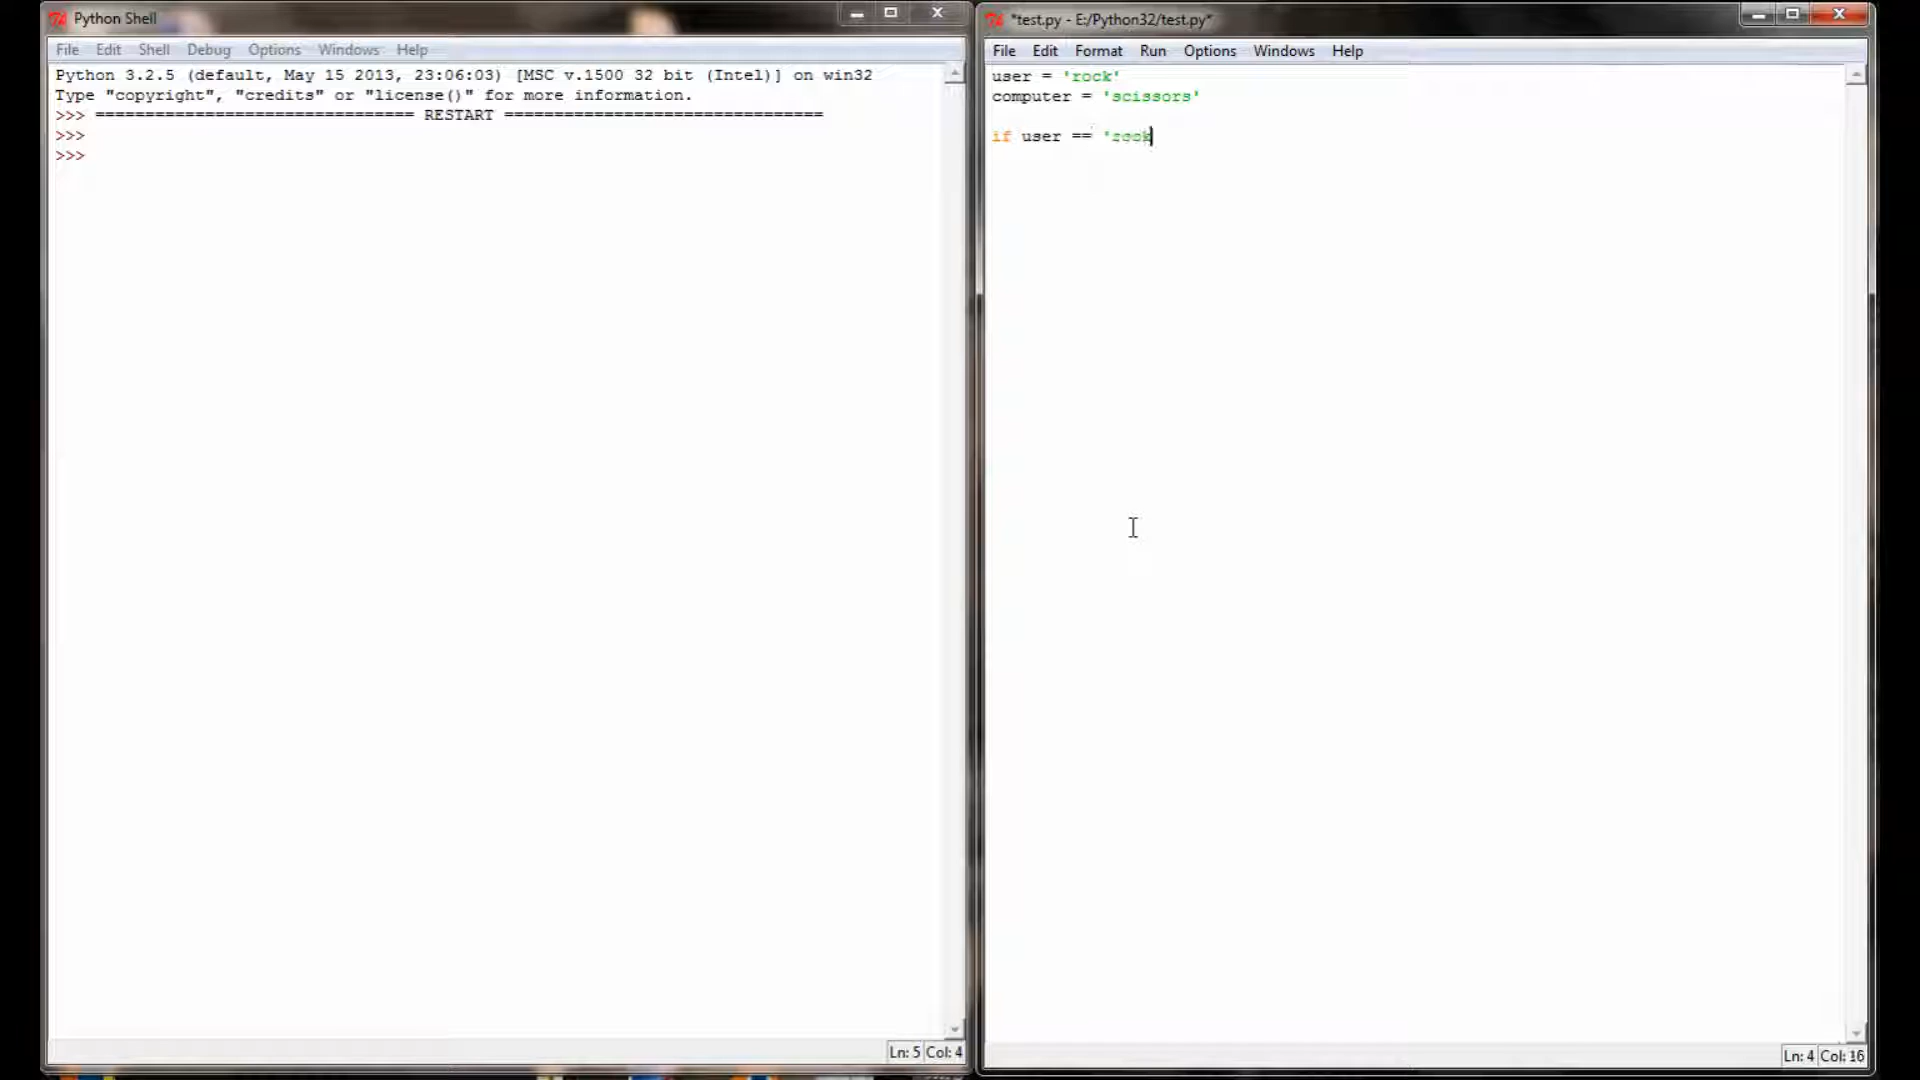 Python Shell
File Edit Shell Debug Options Windows Help
Python 3.2.5 (default, May 15 2013, 23:06:03) [MSC v.1500 32 bit (Intel)] on win32
Type "copyright", "credits" or "license()" for more information.
>>> ================================ RESTART ================================
>>>
>>>
Ln: 5 Col: 4
*test.py - E:/Python32/test.py*
File Edit Format Run Options Windows Help
user = 'rock'
computer = 'scissors'
if user == 'rock
Ln: 4 Col: 16